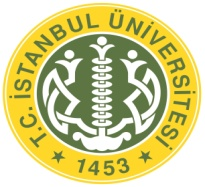 T.C. İSTANBUL ÜNİVERSİTESİ
1453